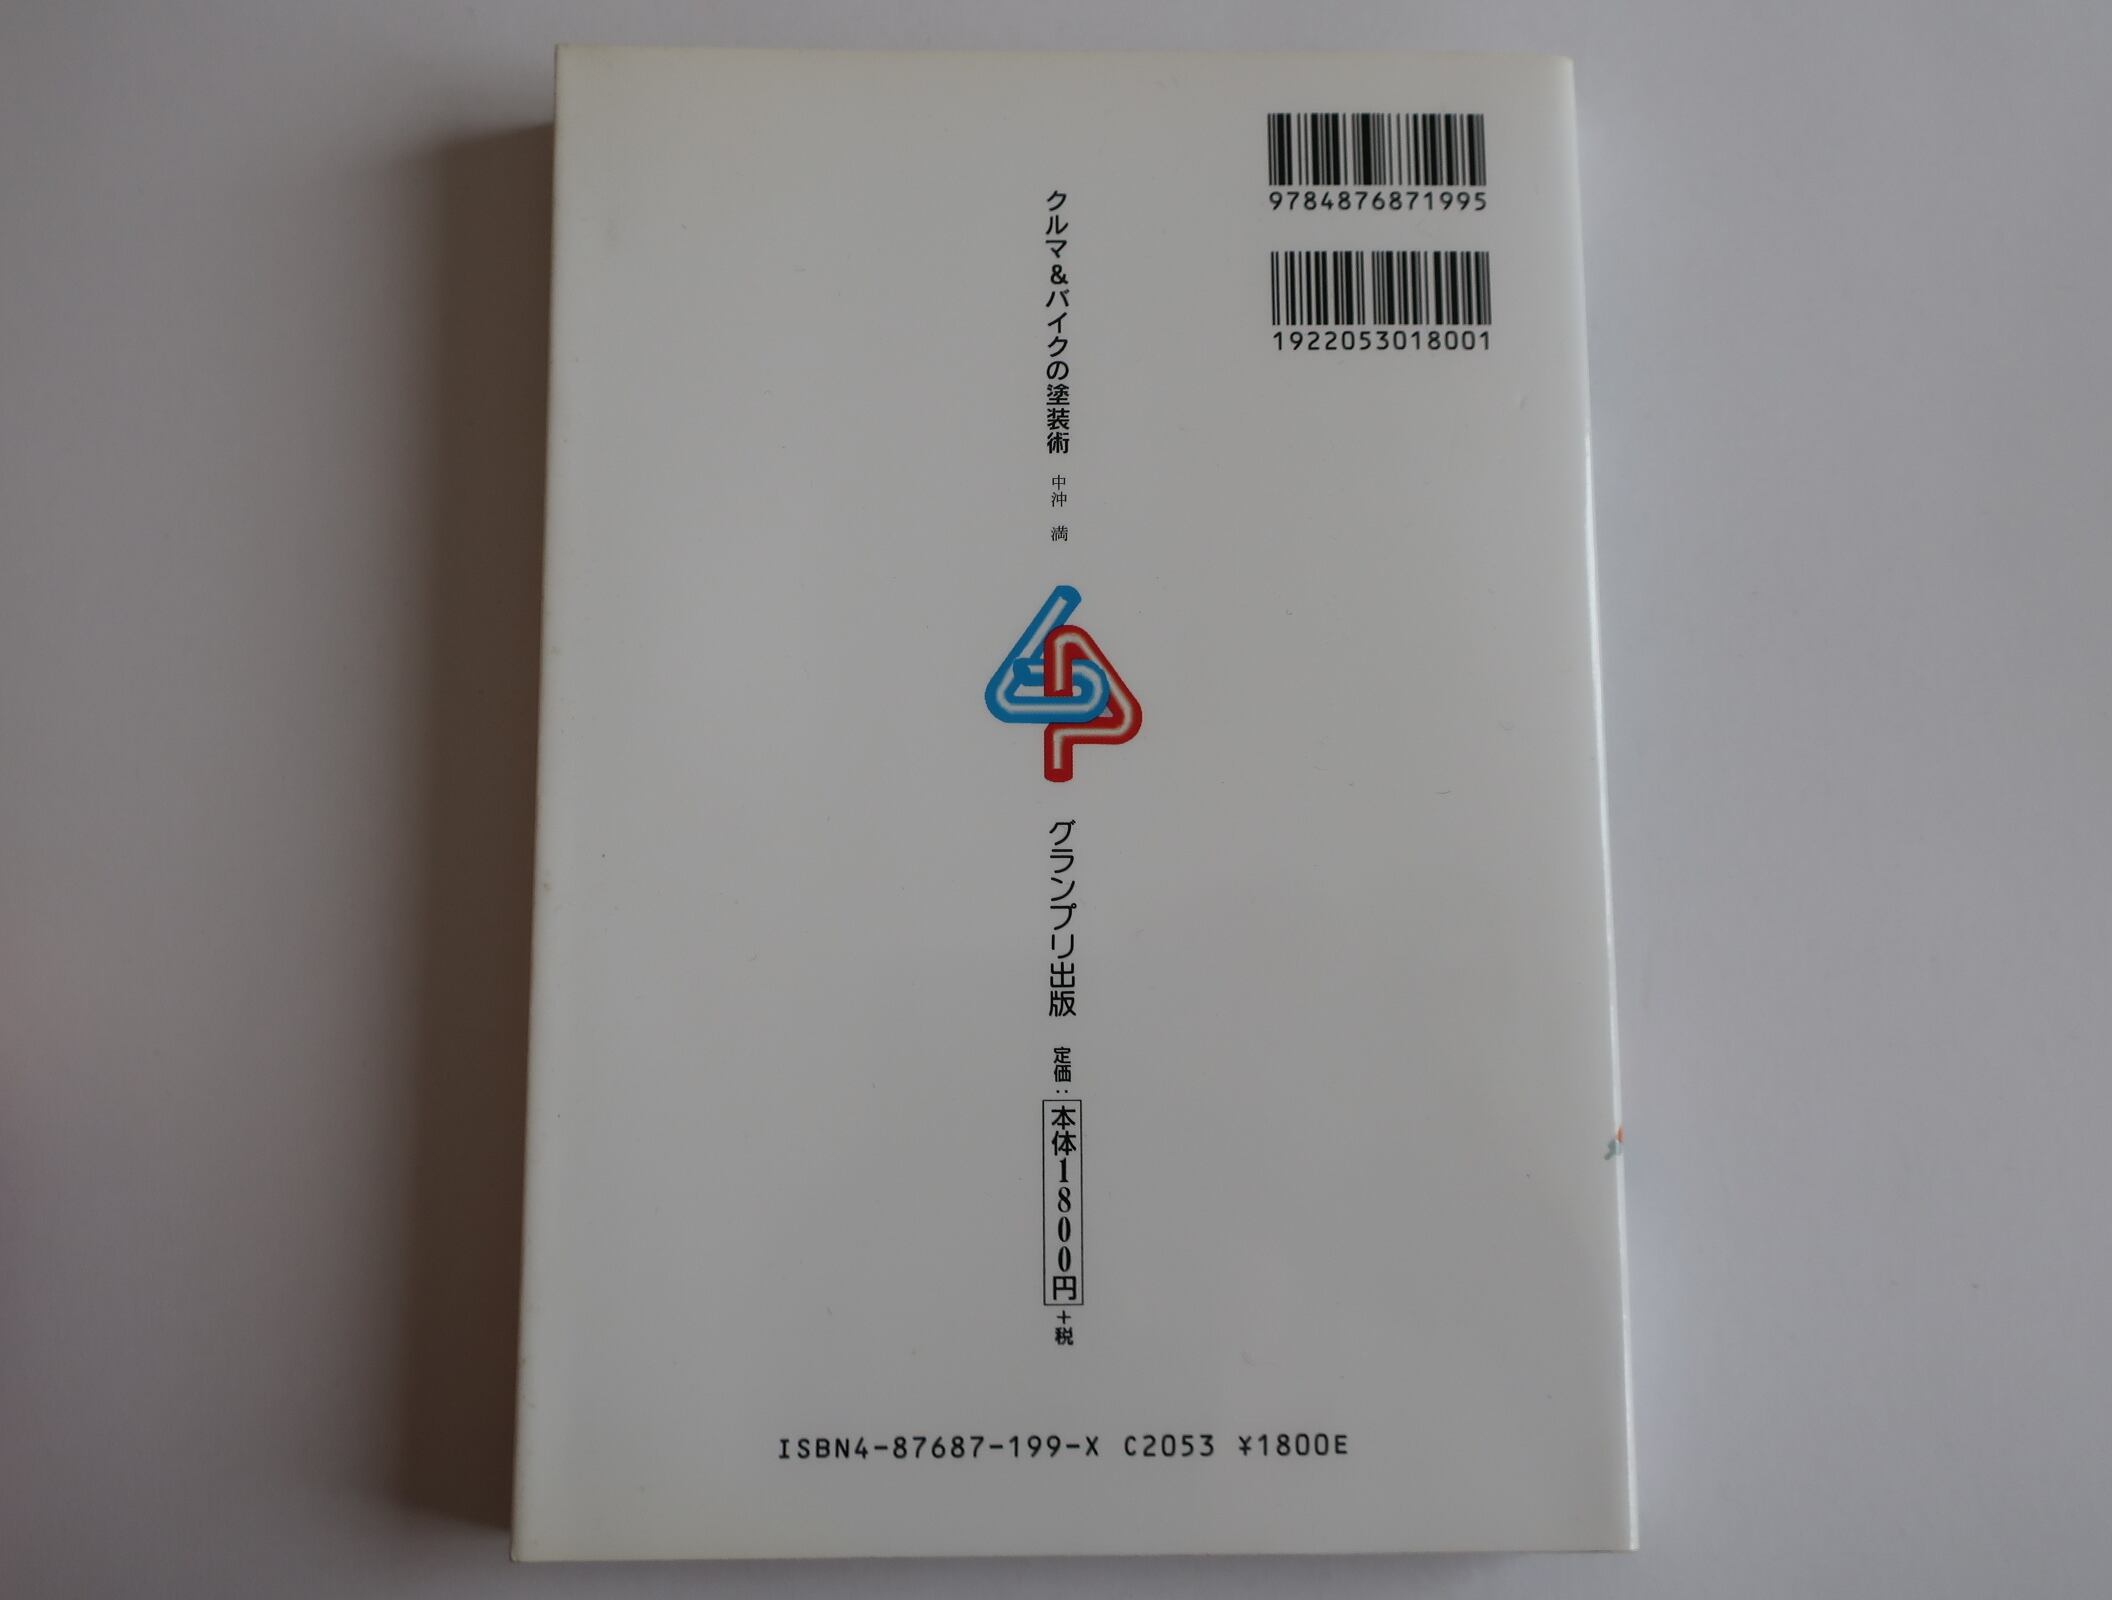 9784876871995
1922053018001
クルマ&バイクの塗装術 中沖 満
グランプリ出版
定価:本体1800円+税
ISBN4-87687-199-X C2053 ¥1800E